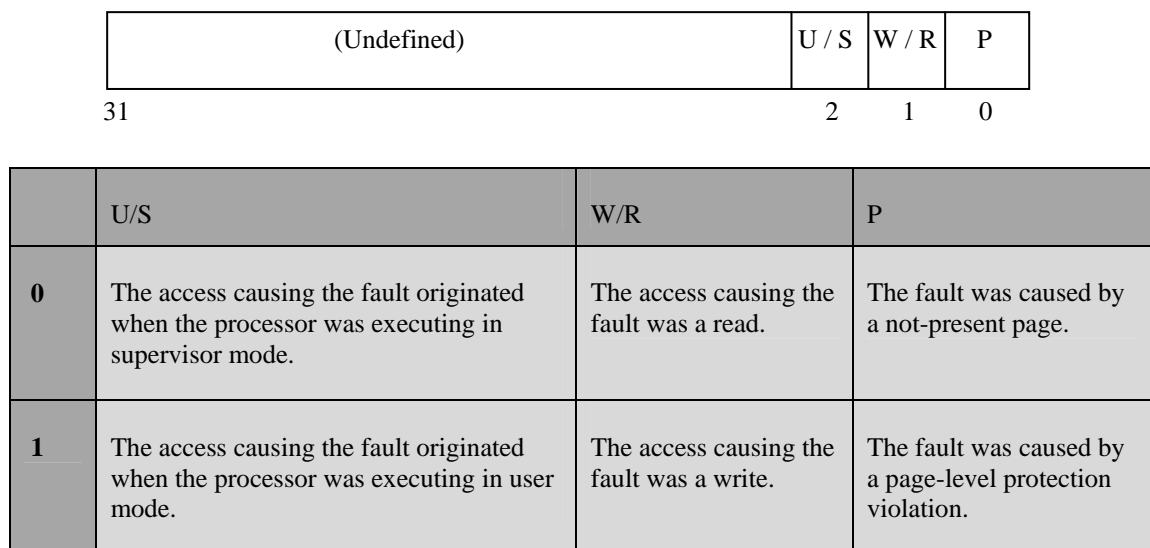 (Undefined) U / S W / R P
31 2 1 0
U/S W/R P
0
The access causing the fault originated
when the processor was executing in
supervisor mode.
The access causing the
fault was a read.
The fault was caused by
a not-present page.
1
The access causing the fault originated
when the processor was executing in user
mode.
The access causing the
fault was a write.
The fault was caused by
a page-level protection
violation.